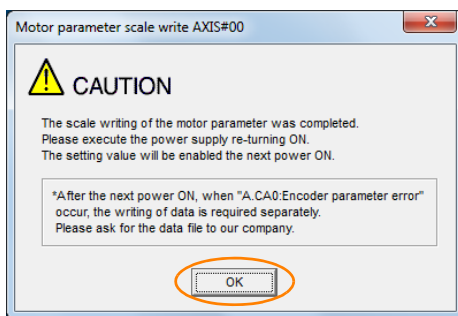 Motor parameter scale write AXIS#00
CAUTION
The scale writing of the motor parameter was completed.
Please execute the power supply re-turning ON.
The setting value will be enabled the next power ON.
*After the next power ON, when "A.CA0:Encoder parameter error"
occur, the writing of data is required separately.
Please ask for the data file to our company.
OK